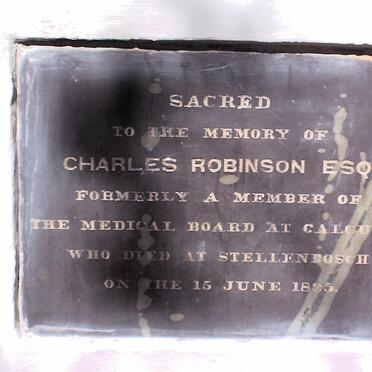 SACRED
TO THE MEMORY OF
CHARLES ROBINSON ESQ
FORMERLY A MEMBER OF
THE MEDICAL BOARD AT
WHO DIED AT STELLENBOSCH
ON THE 15 JUNE